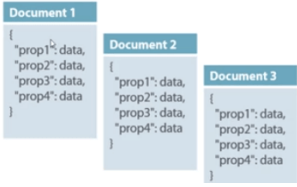 Document 1
{
"prop1": data,
"prop2": data,
"prop3": data,
"prop4": data
}
Document 2
{
"prop1": data,
"prop2": data,
"prop3": data,
"prop4": data
}
Document 3
{
"prop1": data,
"prop2": data,
"prop3": data,
"prop4": data
}